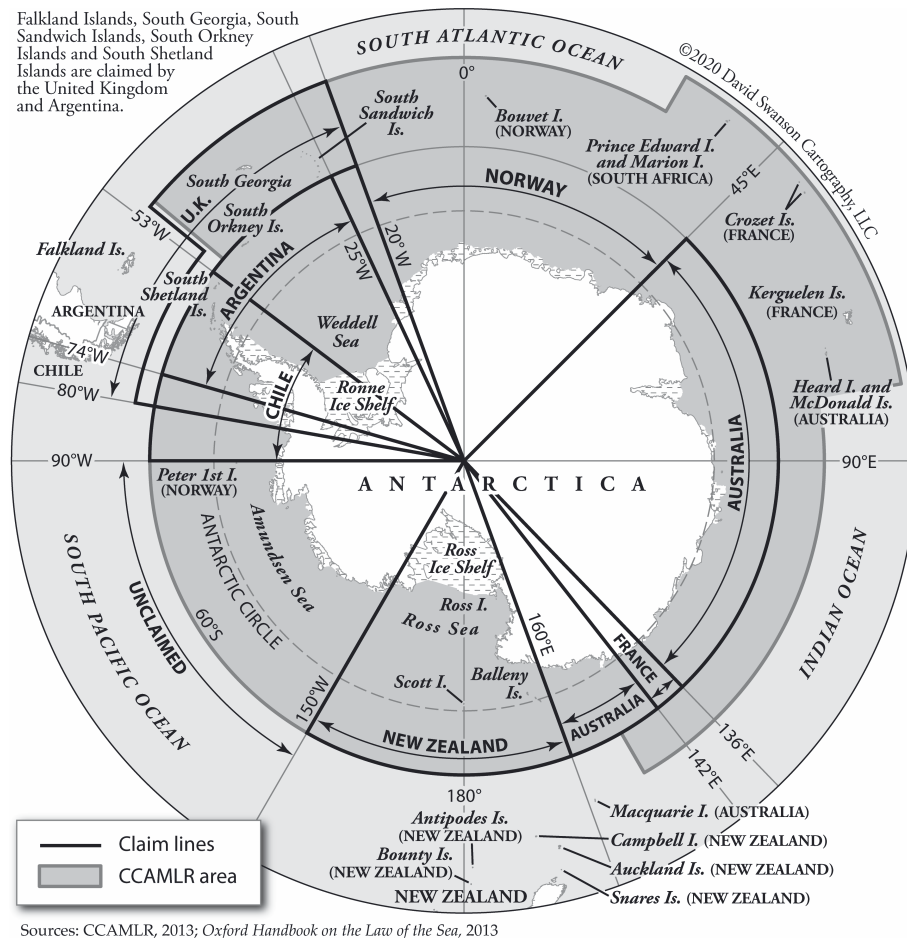 Falkland Islands, South Georgia, South
Sandwich Islands, South Orkney
Islands and South Shetland
Islands are claimed by
the United Kingdom
and Argentina.
SOUTH ATLANTIC OCEAN
©2020 David Swanson Cartography, LLC
0°
South
Sandwich
Is.
Bouvet I.
(NORWAY)
Prince Edward I.
and Marion I.
(SOUTH AFRICA)
45°E
Crozet Is.
(FRANCE)
NORWAY
South Georgia
U.K.
South
Orkney Is.
53°W
Falkland Is.
ARGENTINA
25°W
20° W
South
Shetland
Is.
Kerguelen Is.
(FRANCE)
ARGENTINA
Weddell
Sea
74°W
CHILE
80°W
CHILE
Ronne
Ice Shelf
Heard I. and
McDonald Is.
(AUSTRALIA)
AUSTRALIA
90°W
90°E
Peter 1st I.
(NORWAY)
ANTARCTICA
Amundsen Sea
ANTARCTIC CIRCLE
60°S
UNCLAIMED
SOUTH PACIFIC OCEAN
INDIAN OCEAN
Ross
Ice Shelf
Ross I.
Ross Sea
160°E
FRANCE
Scott I.
Balleny
Is.
150°W
NEW ZEALAND
AUSTRALIA
136°E
142°E
180°
Macquarie I. (AUSTRALIA)
Antipodes Is.
(NEW ZEALAND)
Campbell I. (NEW ZEALAND)
Bounty Is.
(NEW ZEALAND)
Auckland Is. (NEW ZEALAND)
NEW ZEALAND
Snares Is. (NEW ZEALAND)
Claim lines
CCAMLR area
Sources: CCAMLR, 2013; Oxford Handbook on the Law of the Sea, 2013